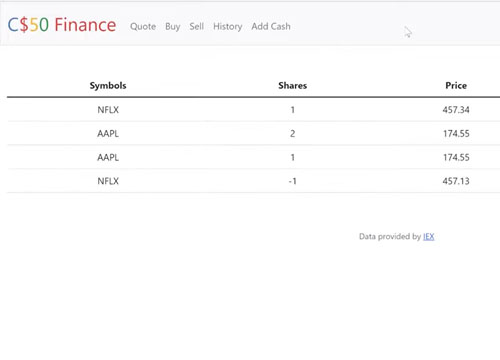 C$50 Finance Quote Buy Sell History Add Cash
Symbols Shares Price
NFLX 1 457.34
AAPL 2 174.55
AAPL 1 174.55
NFLX -1 457.13
Data provided by IEX